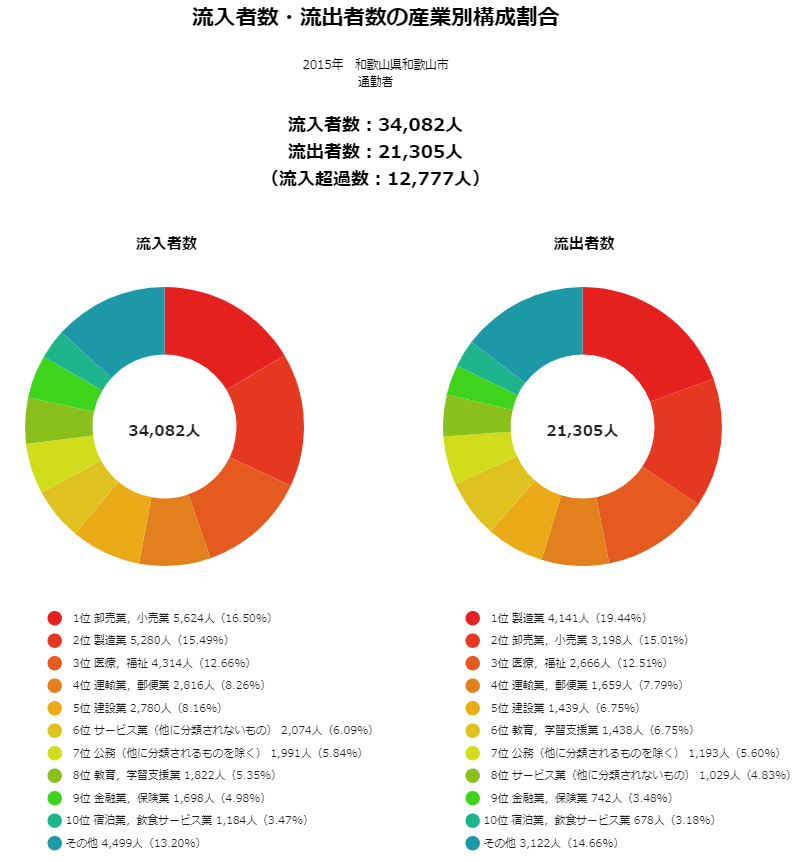 流入者数・流出者数の産業別構成割合
2015年　和歌山県和歌山市
通勤者
流入者数：34,082人
流出者数：21,305人
（流入超過数：12,777人）
流入者数
34,082人
1位 卸売業，小売業 5,624人（16.50%）
2位 製造業 5,280人（15.49%）
3位 医療，福祉 4,314人（12.66%）
4位 運輸業，郵便業 2,816人（8.26%）
5位 建設業 2,780人（8.16%）
6位 サービス業（他に分類されないもの） 2,074人（6.09%）
7位 公務（他に分類されるものを除く） 1,991人（5.84%）
8位 教育，学習支援業 1,822人（5.35%）
9位 金融業，保険業 1,698人（4.98%）
10位 宿泊業，飲食サービス業 1,184人（3.47%）
その他 4,499人（13.20%）
流出者数
21,305人
1位 製造業 4,141人（19.44%）
2位 卸売業，小売業 3,198人（15.01%）
3位 医療，福祉 2,666人（12.51%）
4位 運輸業，郵便業 1,659人（7.79%）
5位 建設業 1,439人（6.75%）
6位 教育，学習支援業 1,438人（6.75%）
7位 公務（他に分類されるものを除く） 1,193人（5.60%）
8位 サービス業（他に分類されないもの） 1,029人（4.83%）
9位 金融業，保険業 742人（3.48%）
10位 宿泊業，飲食サービス業 678人（3.18%）
その他 3,122人（14.66%）